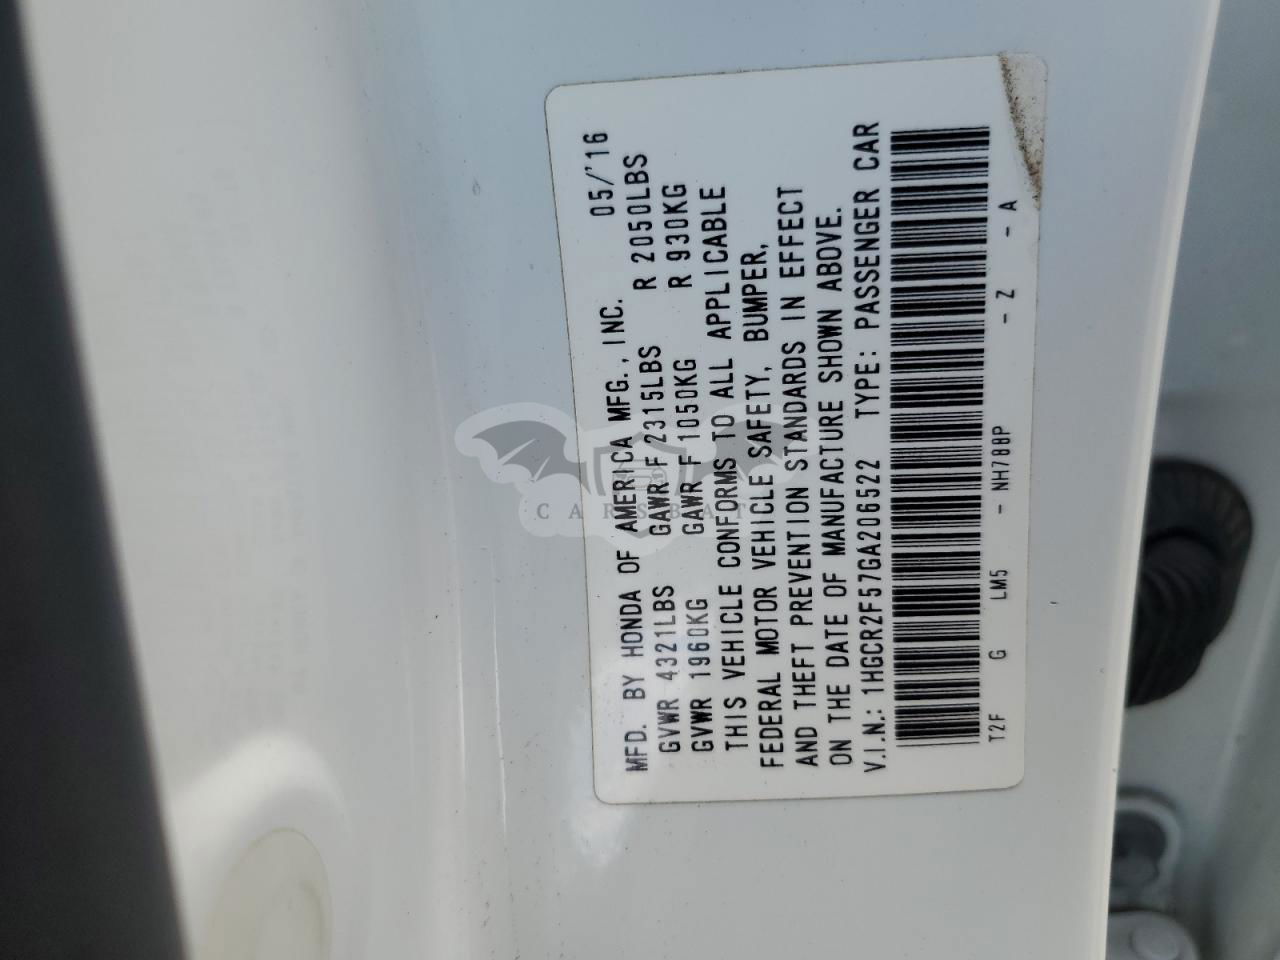 MFD. BY HONDA OF AMERICA MFG., INC. 05/'16
GVWR 4321LBS GAWR F 2315LBS R 2050LBS
GVWR 1960KG GAWR F 1050KG R 930KG
THIS VEHICLE CONFORMS TO ALL APPLICABLE
FEDERAL MOTOR VEHICLE SAFETY, BUMPER,
AND THEFT PREVENTION STANDARDS IN EFFECT
ON THE DATE OF MANUFACTURE SHOWN ABOVE.
V.I.N.: 1HGCR2F57GA206522 TYPE: PASSENGER CAR
T2F G LM5 - NH788P - Z - A
CARSBAT